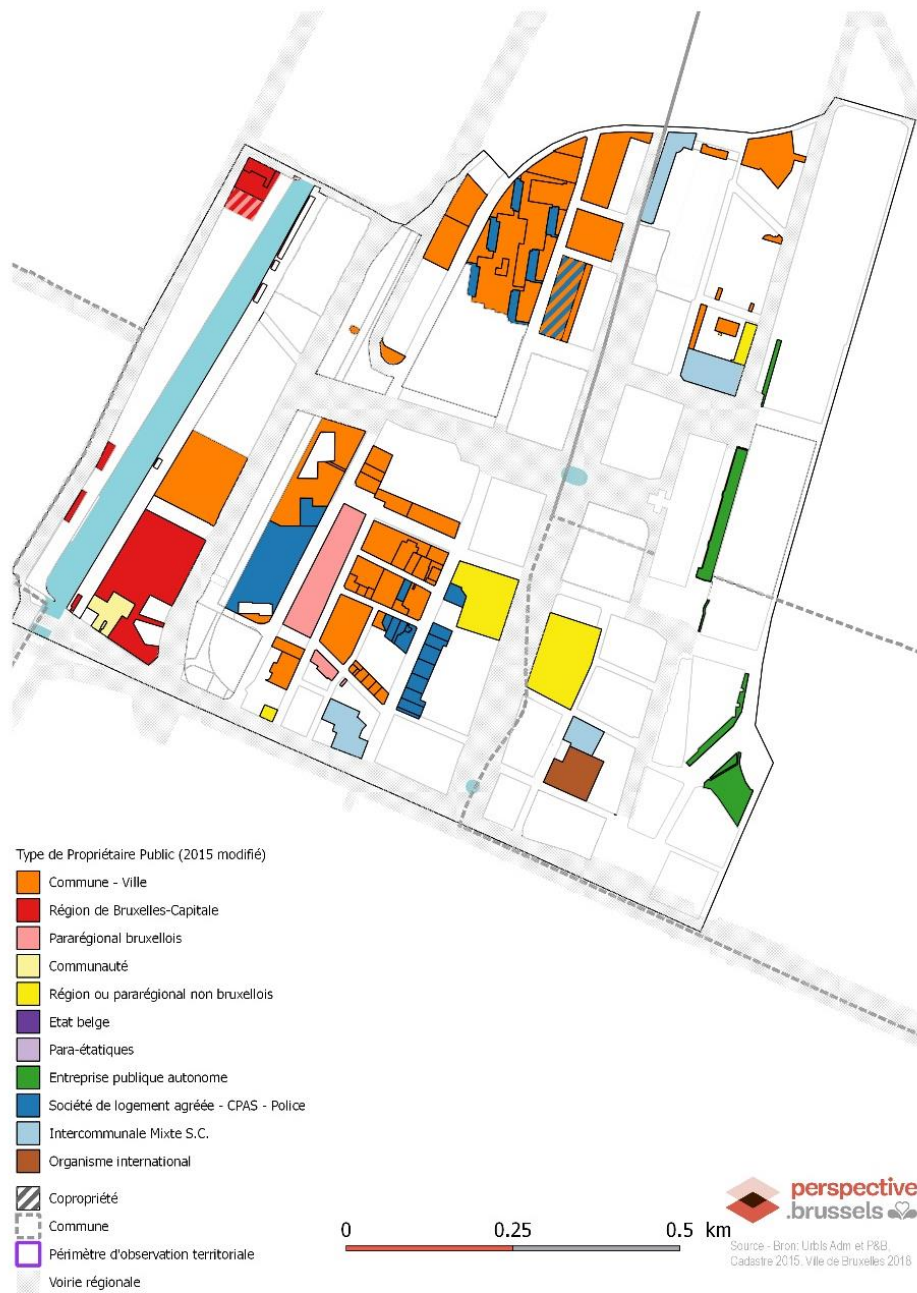 Type de Propriétaire Public (2015 modifié)
Commune - Ville
Région de Bruxelles-Capitale
Pararégional bruxellois
Communauté
Région ou pararégional non bruxellois
Etat belge
Para-étatiques
Entreprise publique autonome
Société de logement agréée - CPAS - Police
Intercommunale Mixte S.C.
Organisme international
Copropriété
Commune
Périmètre d'observation territoriale
Voirie régionale
0 0.25 0.5 km
perspective
.brussels
Source - Bron: UrbIs Adm et P&B,
Cadastre 2015, Ville de Bruxelles 2016